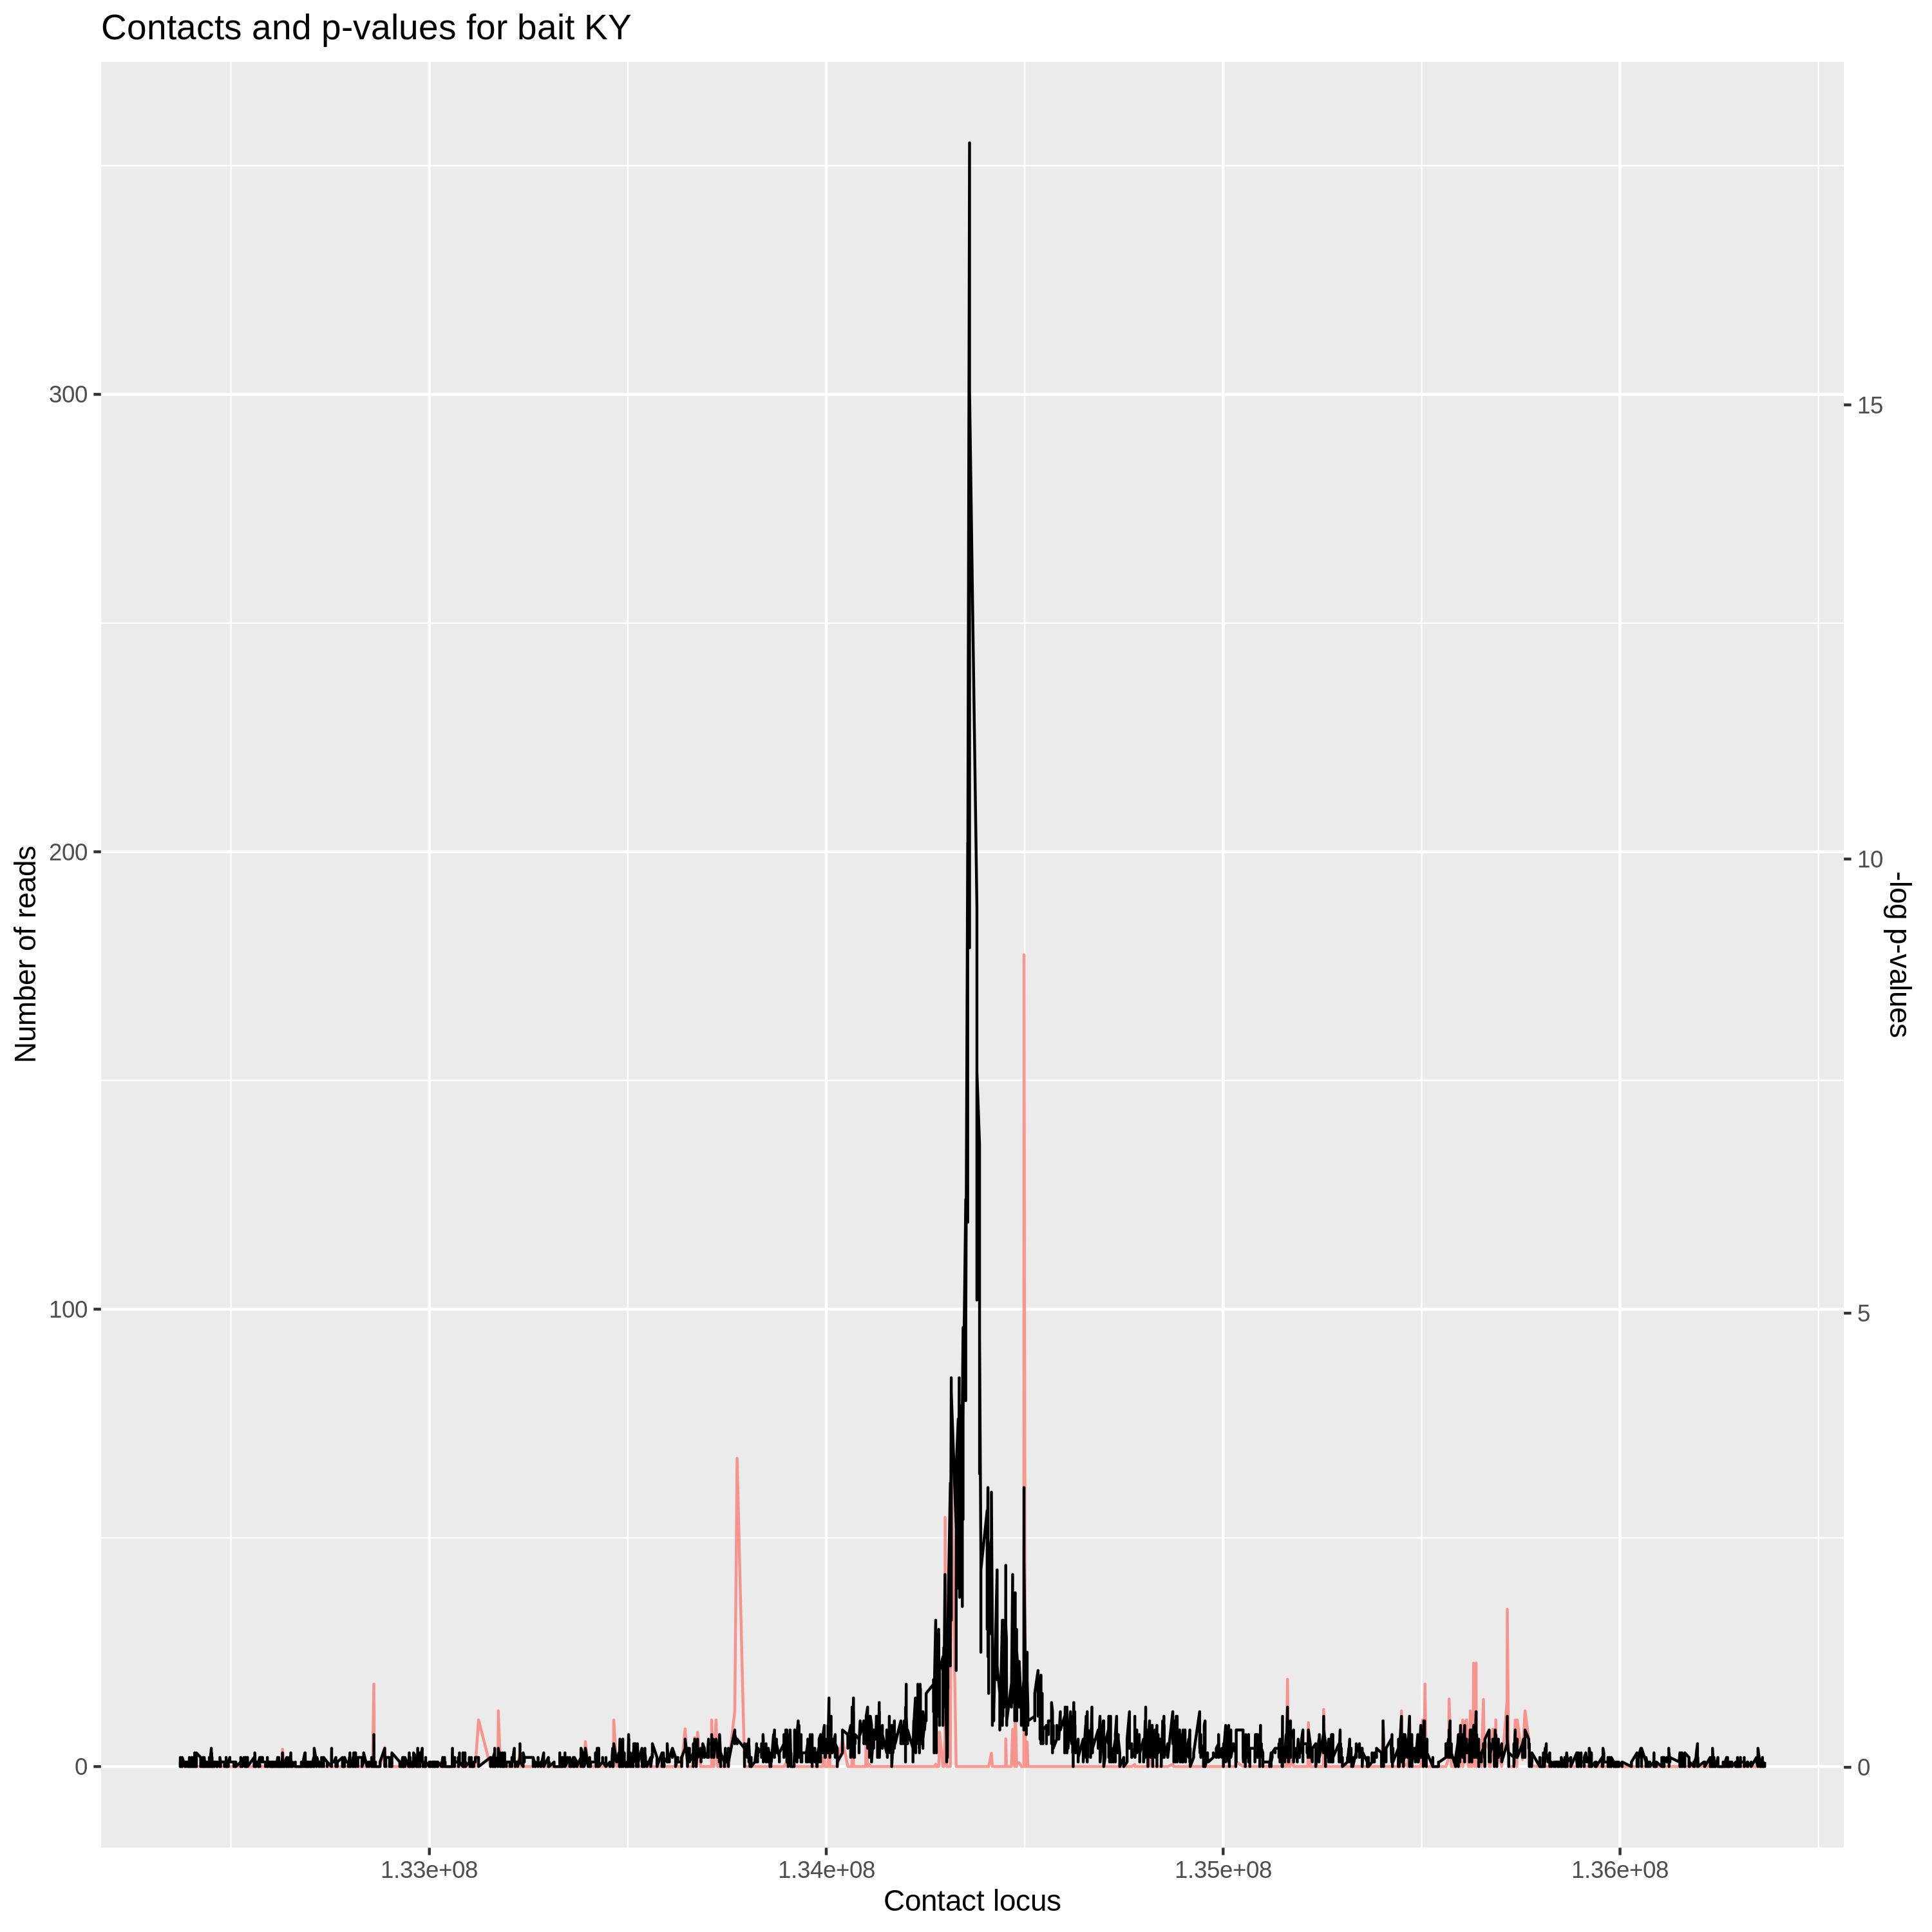 Contacts and p-values for bait KY
300
200
100
0
Number of reads
15
10
5
0
-log p-values
1.33e+08
1.34e+08
1.35e+08
1.36e+08
Contact locus